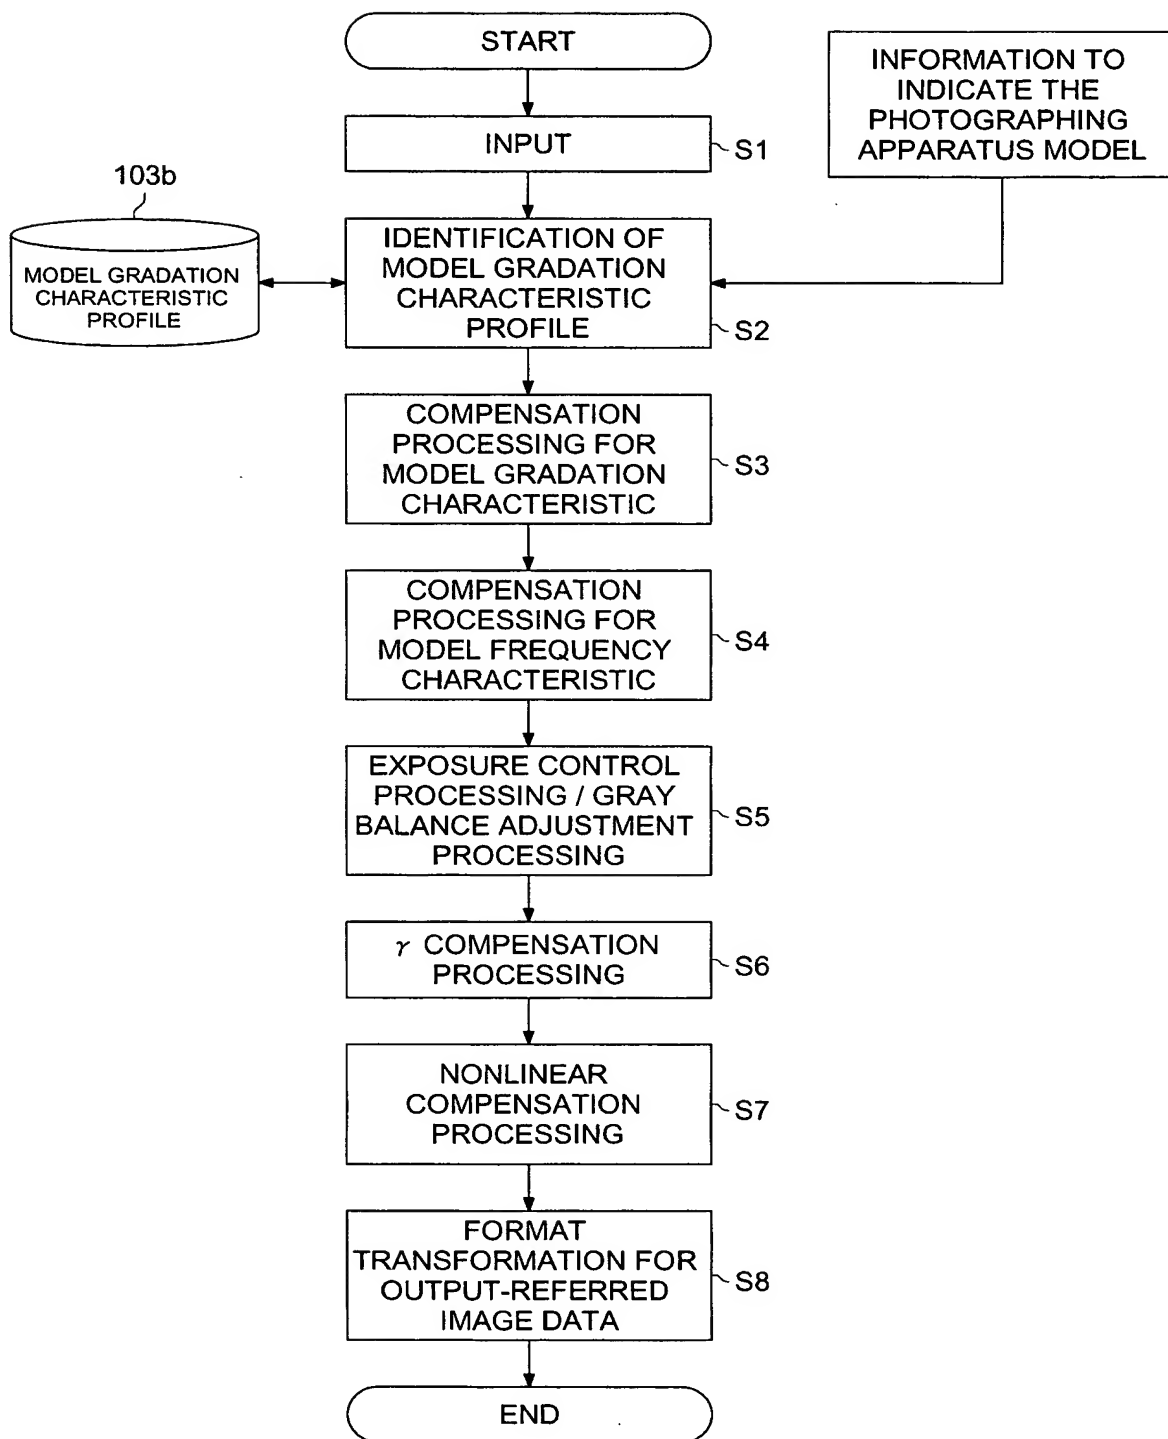 START
INFORMATION TO
INDICATE THE
PHOTOGRAPHING
APPARATUS MODEL
INPUT
S1
103b
MODEL GRADATION
CHARACTERISTIC
PROFILE
IDENTIFICATION OF
MODEL GRADATION
CHARACTERISTIC
PROFILE
S2
COMPENSATION
PROCESSING FOR
MODEL GRADATION
CHARACTERISTIC
S3
COMPENSATION
PROCESSING FOR
MODEL FREQUENCY
CHARACTERISTIC
S4
EXPOSURE CONTROL
PROCESSING / GRAY
BALANCE ADJUSTMENT
PROCESSING
S5
γ COMPENSATION
PROCESSING
S6
NONLINEAR
COMPENSATION
PROCESSING
S7
FORMAT
TRANSFORMATION FOR
OUTPUT-REFERRED
IMAGE DATA
S8
END